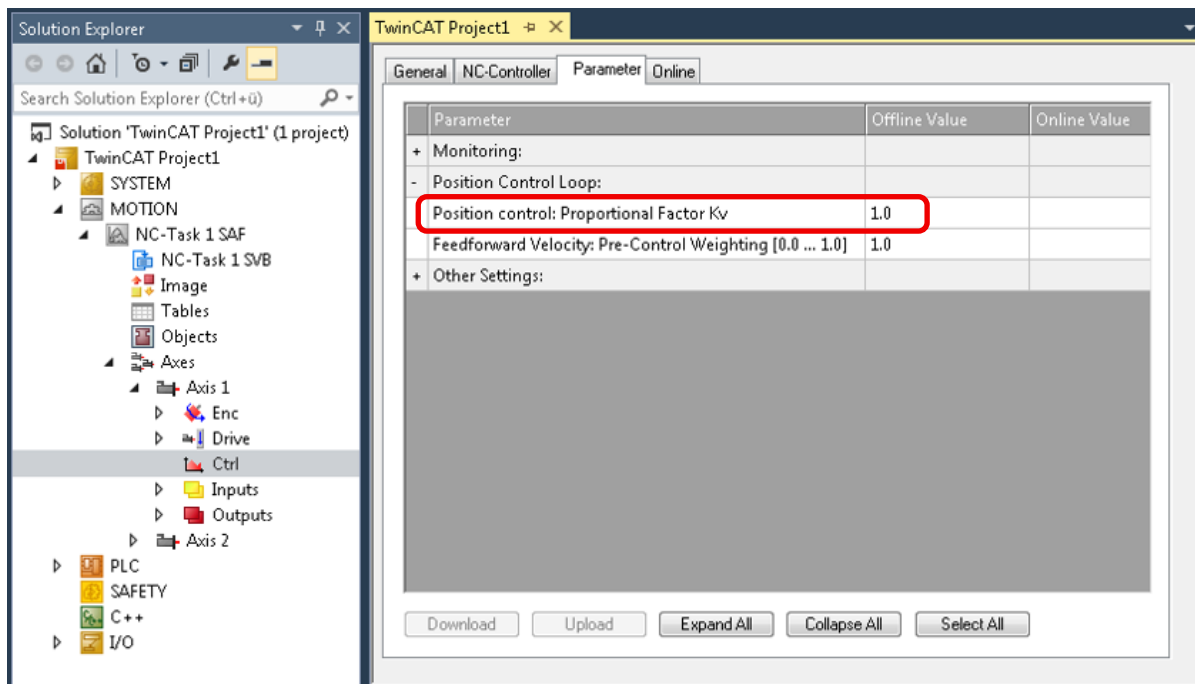 Solution Explorer
Search Solution Explorer (Ctrl+ü)
Solution 'TwinCAT Project1' (1 project)
TwinCAT Project1
SYSTEM
MOTION
NC-Task 1 SAF
NC-Task 1 SVB
Image
Tables
Objects
Axes
Axis 1
Enc
Drive
Ctrl
Inputs
Outputs
Axis 2
PLC
SAFETY
C++
I/O
TwinCAT Project1
General NC-Controller Parameter Online
Parameter Offline Value Online Value
+ Monitoring:
- Position Control Loop:
Position control: Proportional Factor Kv 1.0
Feedforward Velocity: Pre-Control Weighting [0.0 ... 1.0] 1.0
+ Other Settings:
Download Upload Expand All Collapse All Select All